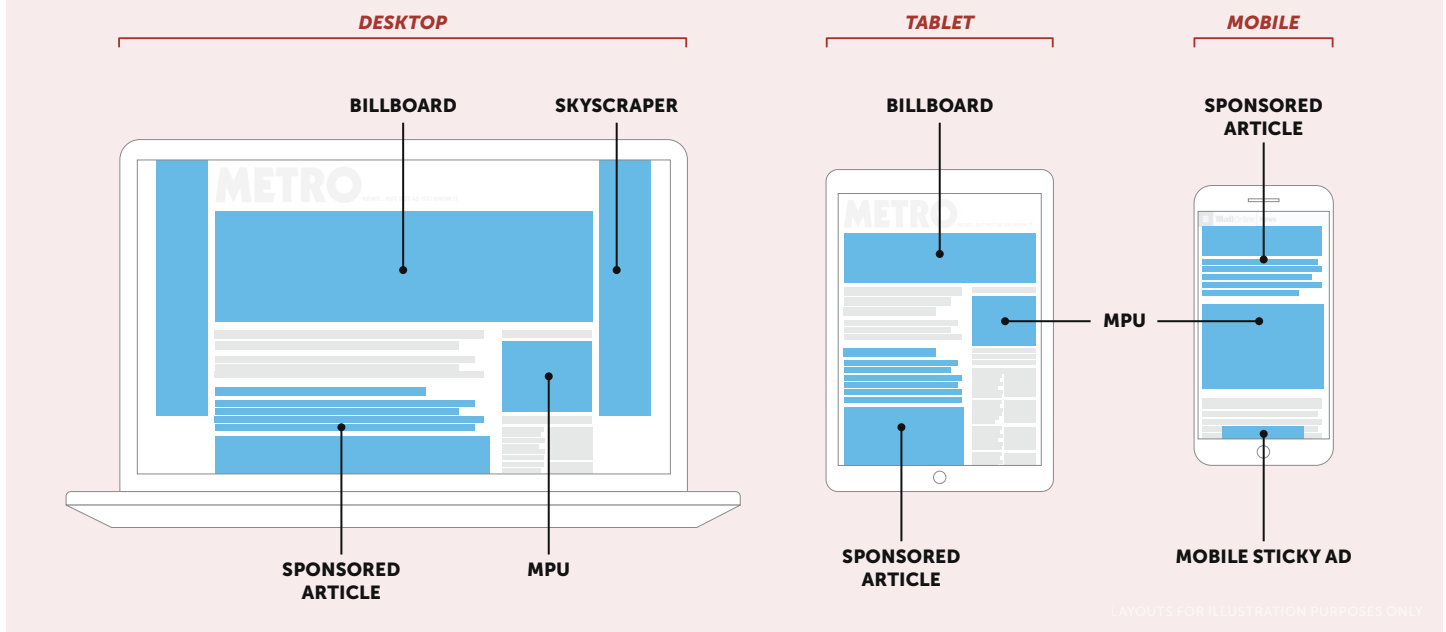 DESKTOP
TABLET
MOBILE
BILLBOARD
SKYSCRAPER
BILLBOARD
SPONSORED
ARTICLE
METRO
METRO
MPU
SPONSORED
ARTICLE
MPU
SPONSORED
ARTICLE
MOBILE STICKY AD
LAYOUTS FOR ILLUSTRATION PURPOSES ONLY